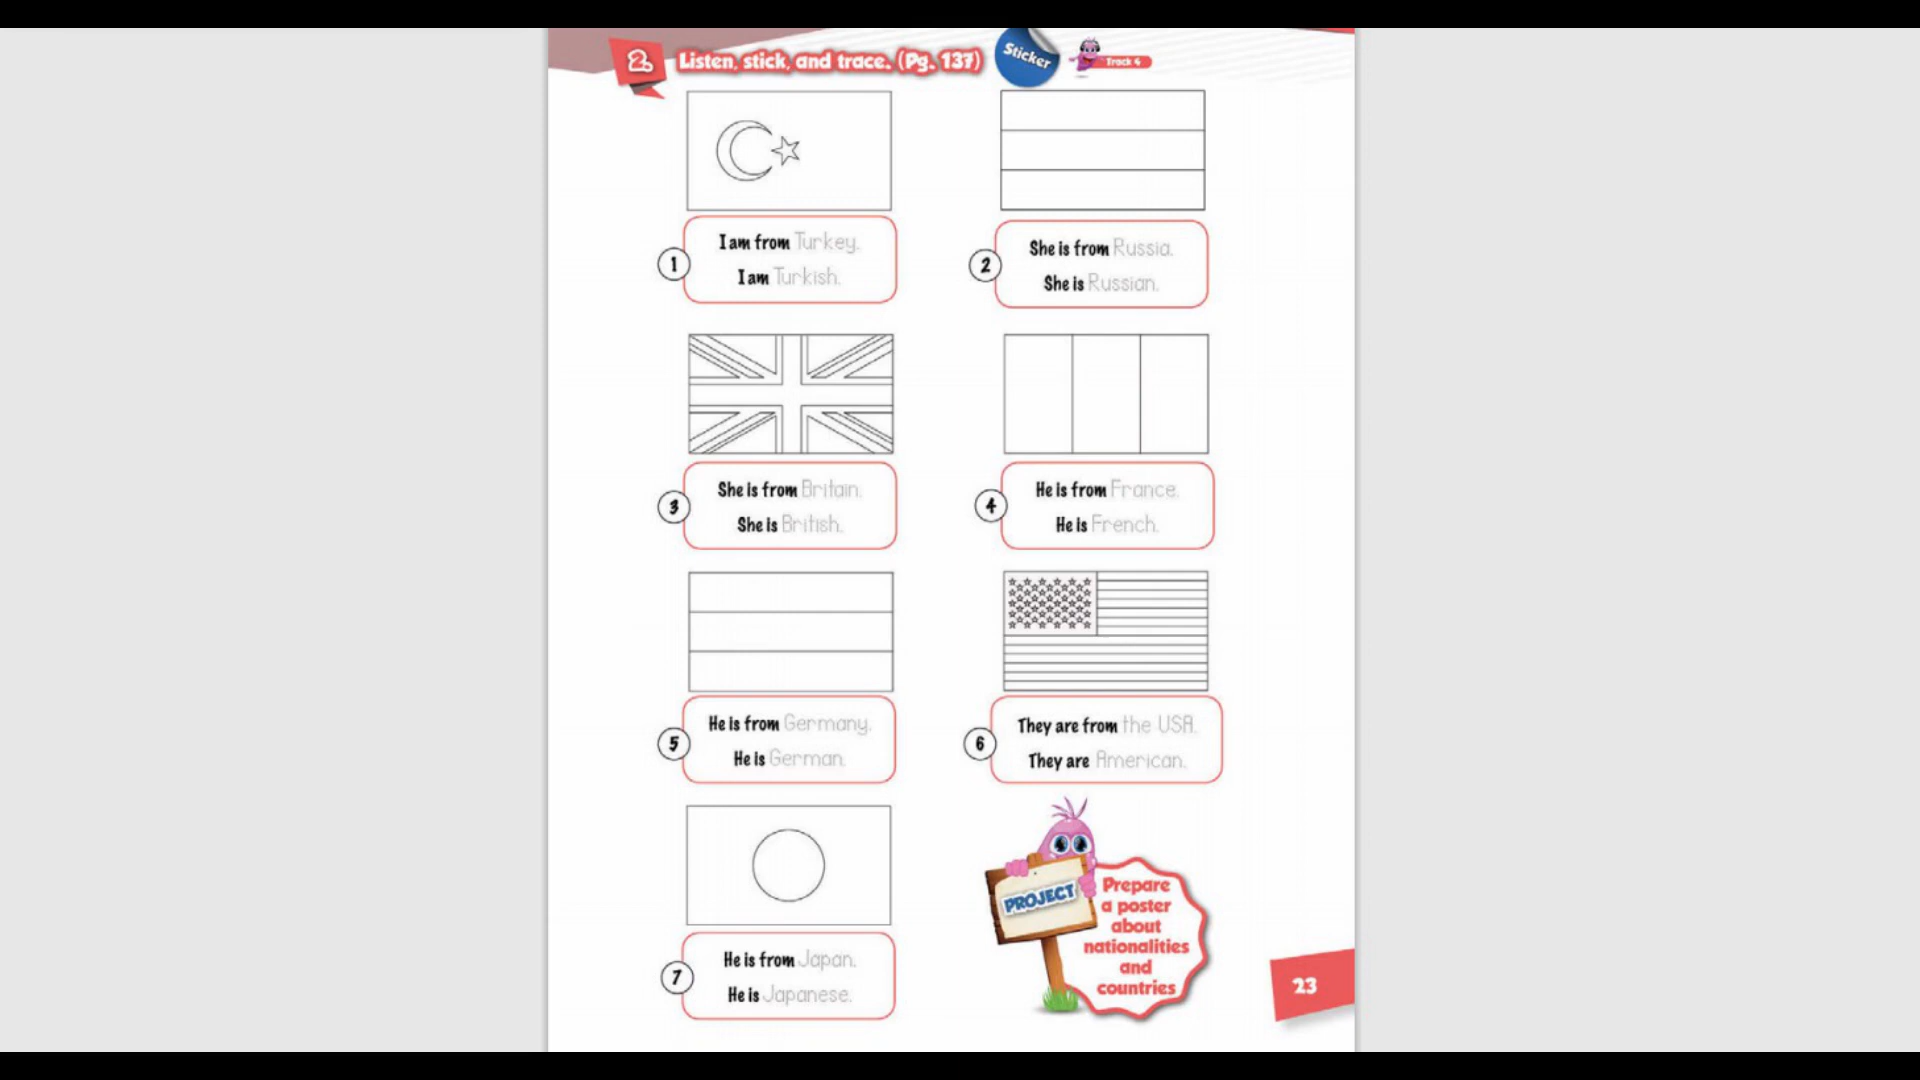 2. Listen, stick, and trace. (Pg. 137)
Sticker
Track 4
1
I am from Turkey.
I am Turkish.
2
She is from Russia.
She is Russian.
3
She is from Britain.
She is British.
4
He is from France.
He is French.
5
He is from Germany.
He is German.
6
They are from the USA.
They are American.
7
He is from Japan.
He is Japanese.
PROJECT
Prepare
a poster
about
nationalities
and
countries
23